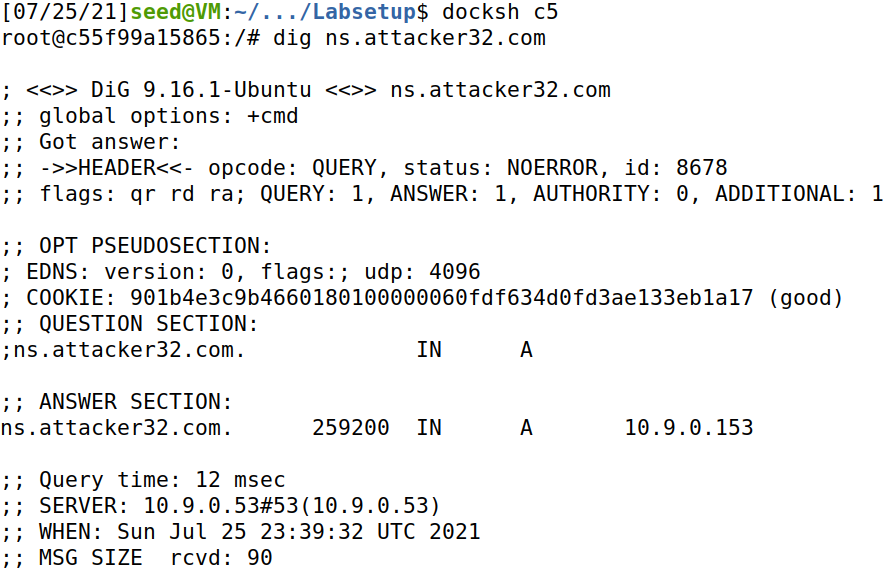 [07/25/21]seed@VM:~/.../Labsetup$ docksh c5
root@c55f99a15865:/# dig ns.attacker32.com
; <<>> DiG 9.16.1-Ubuntu <<>> ns.attacker32.com
;; global options: +cmd
;; Got answer:
;; ->>HEADER<<- opcode: QUERY, status: NOERROR, id: 8678
;; flags: qr rd ra; QUERY: 1, ANSWER: 1, AUTHORITY: 0, ADDITIONAL: 1
;; OPT PSEUDOSECTION:
; EDNS: version: 0, flags:; udp: 4096
; COOKIE: 901b4e3c9b4660180100000060fdf634d0fd3ae133eb1a17 (good)
;; QUESTION SECTION:
;ns.attacker32.com.		IN	A
;; ANSWER SECTION:
ns.attacker32.com.	259200	IN	A	10.9.0.153
;; Query time: 12 msec
;; SERVER: 10.9.0.53#53(10.9.0.53)
;; WHEN: Sun Jul 25 23:39:32 UTC 2021
;; MSG SIZE  rcvd: 90